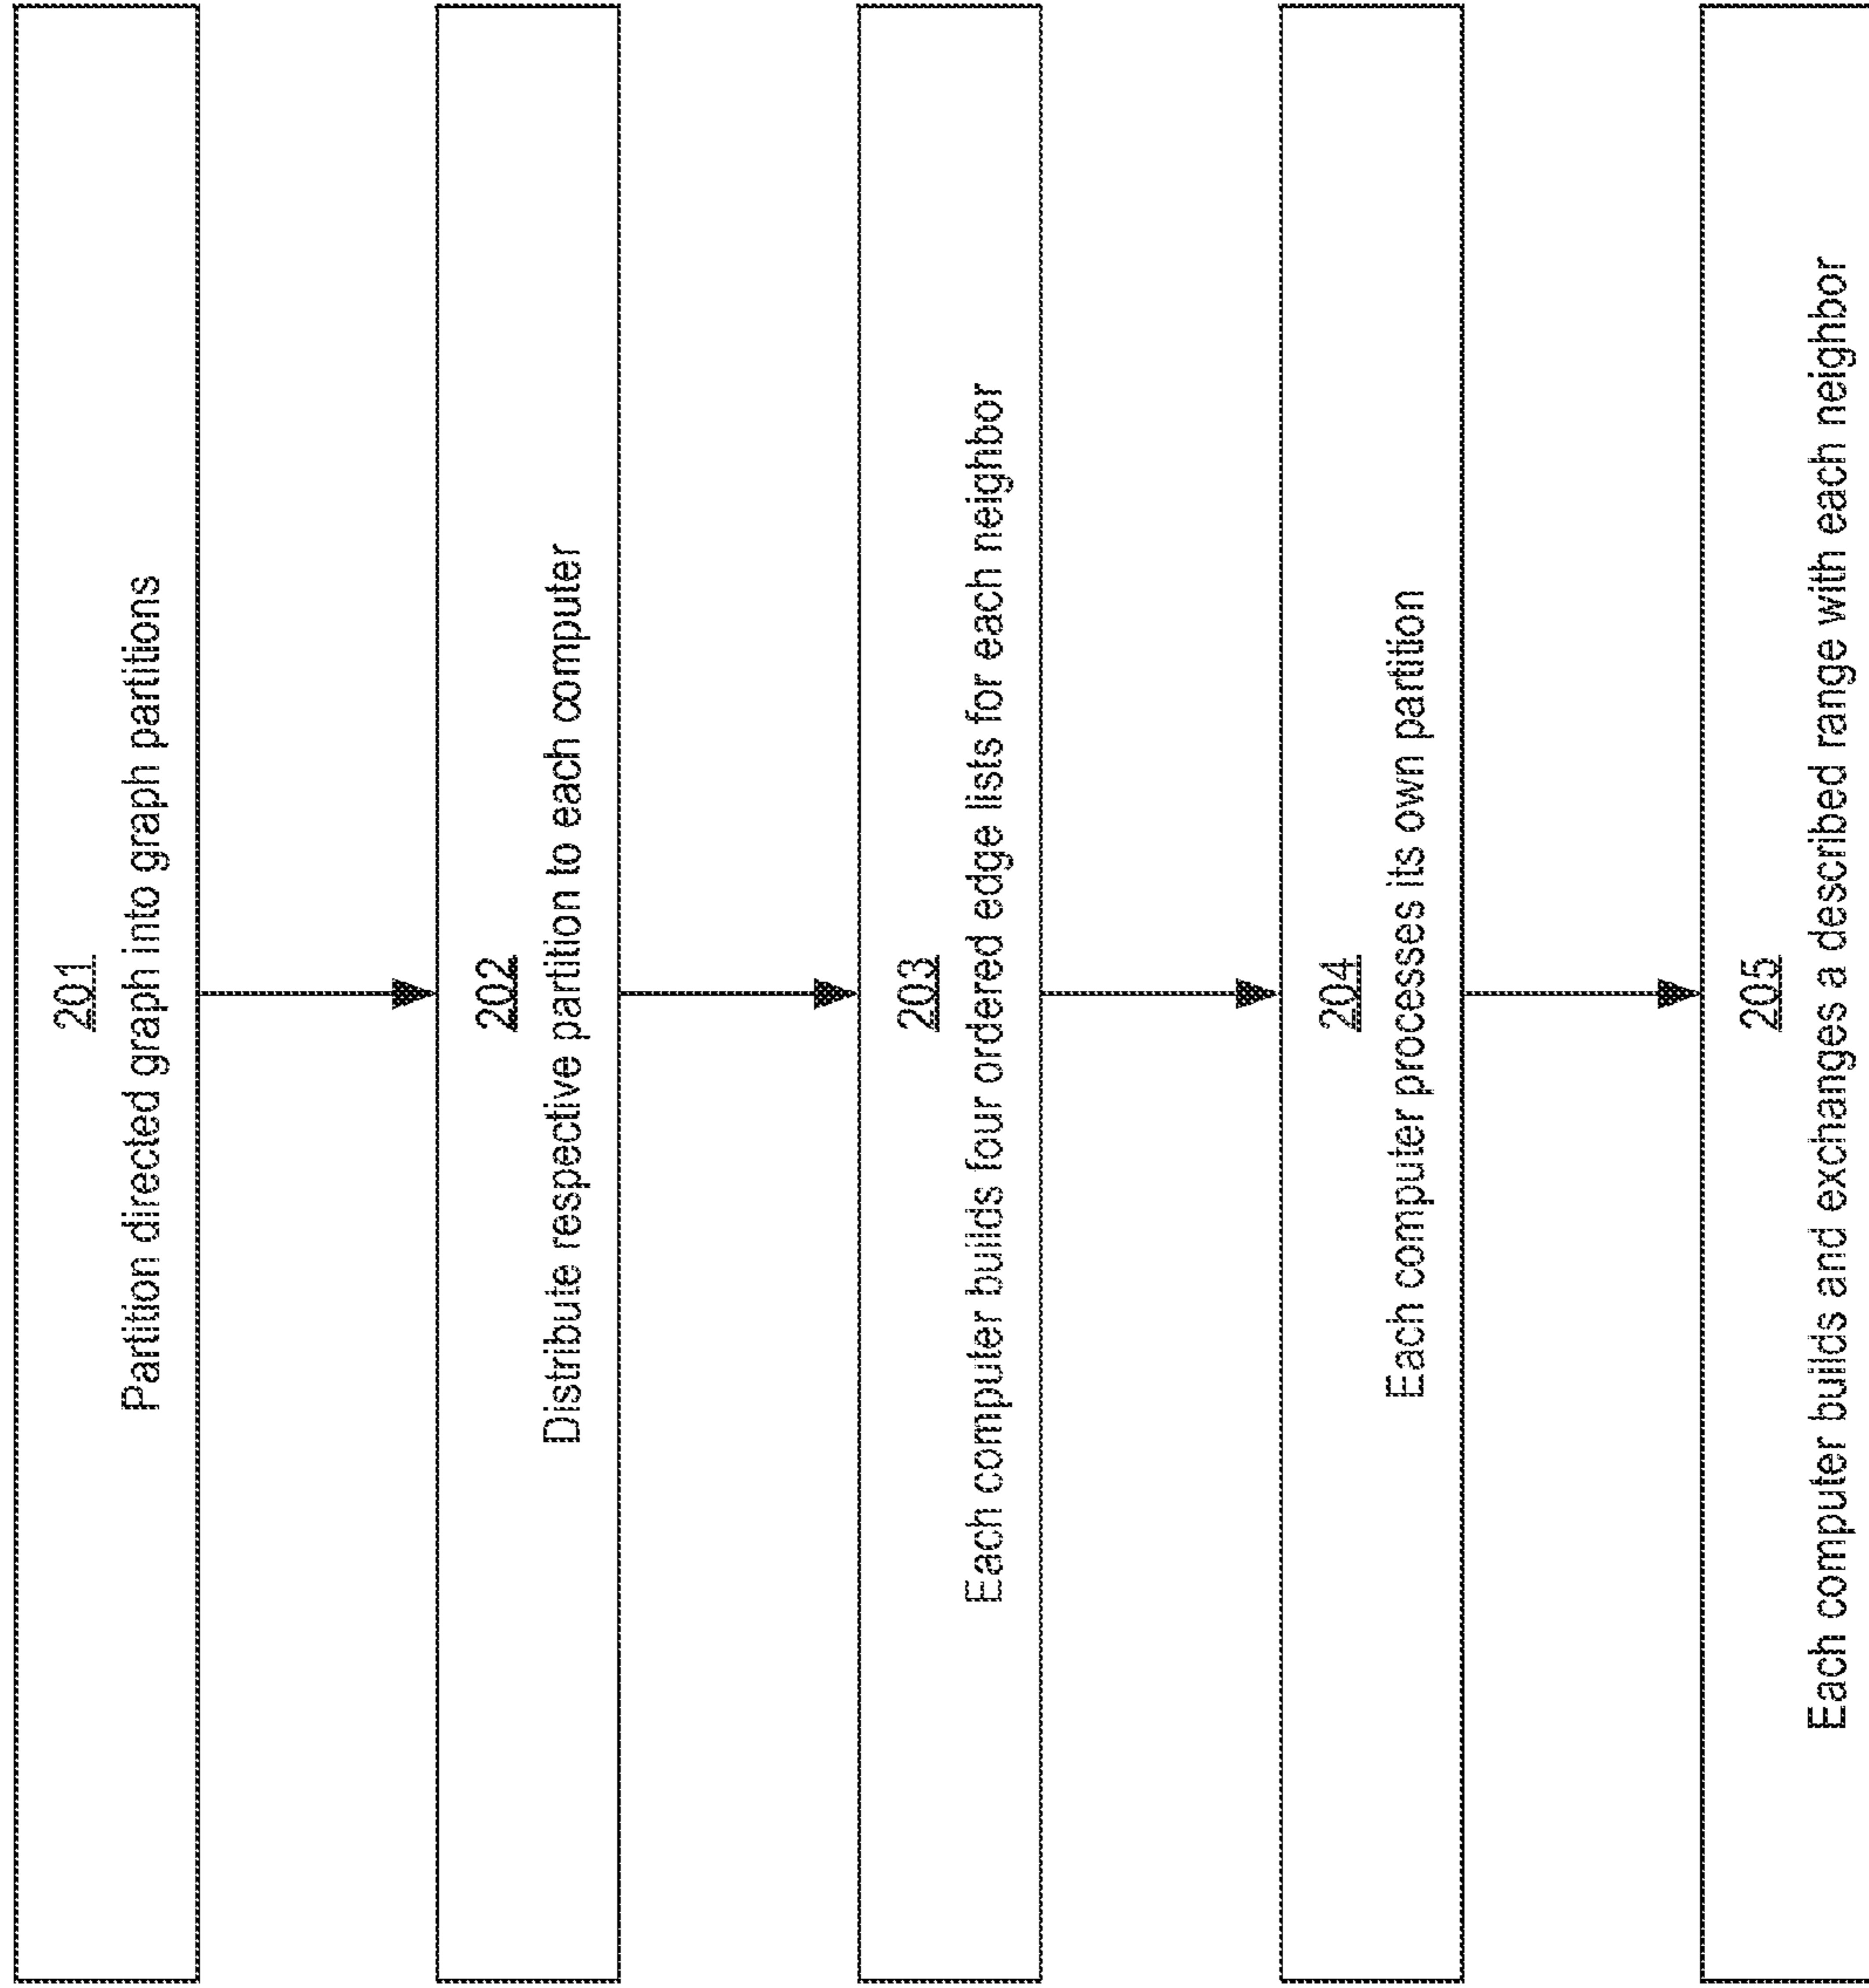 201
Partition directed graph into graph partitions
202
Distribute respective partition to each computer
203
Each computer builds four ordered edge lists for each neighbor
204
Each computer processes its own partition
205
Each computer builds and exchanges a described range with each neighbor